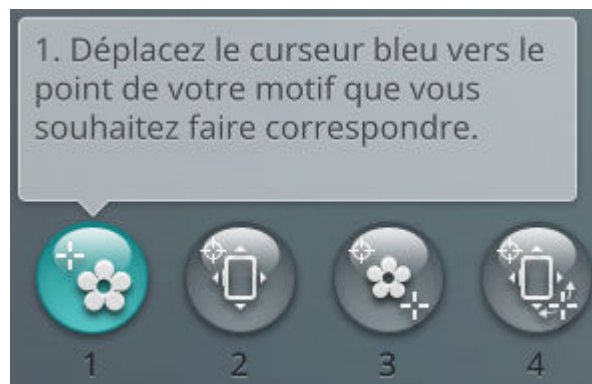 1. Déplacez le curseur bleu vers le
point de votre motif que vous
souhaitez faire correspondre.
1 2 3 4